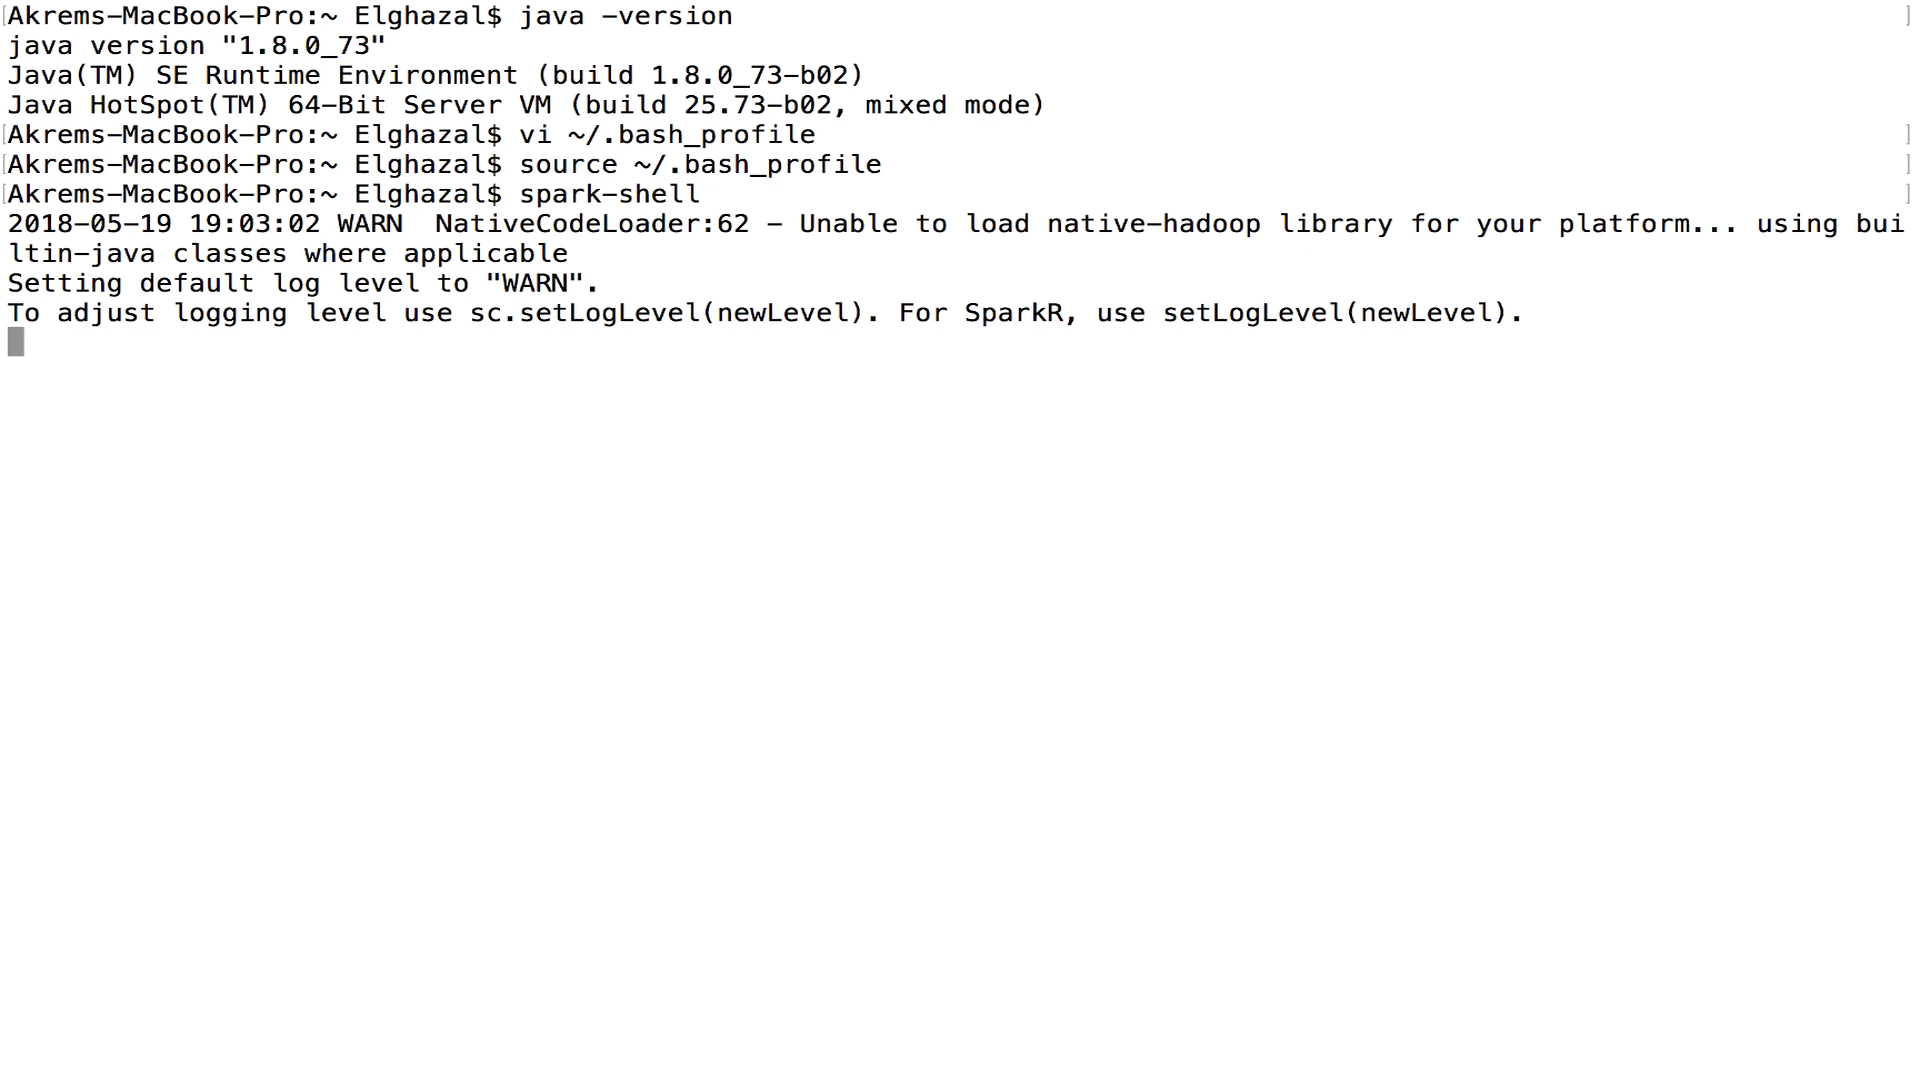 [Akrems-MacBook-Pro:~ Elghazal$ java -version ]
java version "1.8.0_73"
Java(TM) SE Runtime Environment (build 1.8.0_73-b02)
Java HotSpot(TM) 64-Bit Server VM (build 25.73-b02, mixed mode)
[Akrems-MacBook-Pro:~ Elghazal$ vi ~/.bash_profile ]
[Akrems-MacBook-Pro:~ Elghazal$ source ~/.bash_profile ]
[Akrems-MacBook-Pro:~ Elghazal$ spark-shell ]
2018-05-19 19:03:02 WARN  NativeCodeLoader:62 - Unable to load native-hadoop library for your platform... using bui
ltin-java classes where applicable
Setting default log level to "WARN".
To adjust logging level use sc.setLogLevel(newLevel). For SparkR, use setLogLevel(newLevel).